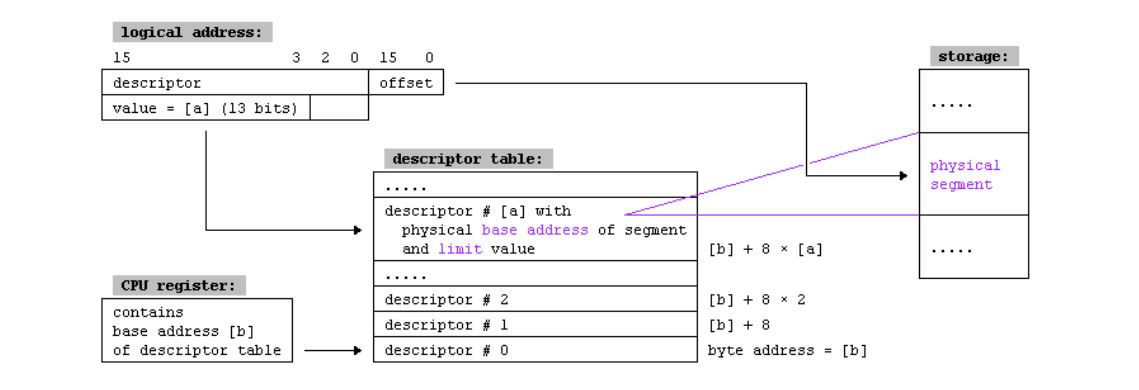 logical address:
15 3 2 0 15 0
descriptor offset
value = [a] (13 bits)
storage:
.....
physical
segment
.....
descriptor table:
.....
descriptor # [a] with
physical base address of segment
and limit value [b] + 8 × [a]
.....
descriptor # 2 [b] + 8 × 2
descriptor # 1 [b] + 8
descriptor # 0 byte address = [b]
CPU register:
contains
base address [b]
of descriptor table